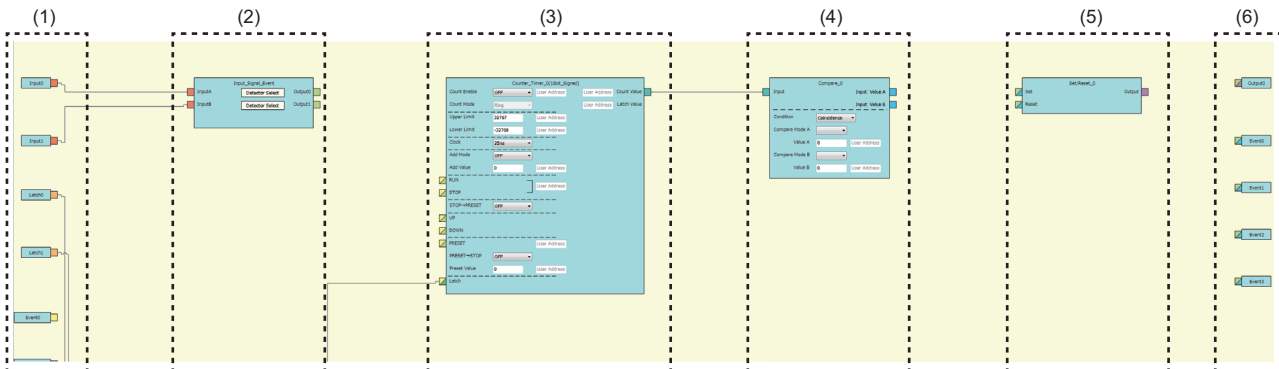 (1)
(2)
(3)
(4)
(5)
(6)
Input0
Input1
Latch0
Latch1
Event0
Input_Signal_Event
InputA Detector Select Output0
InputB Detector Select Output1
Counter_Timer_0(16bit_Signed)
Count Enable OFF User Address User Address Count Value
Count Mode Ring User Address Latch Value
Upper Limit 32767 User Address
Lower Limit -32768 User Address
Clock 25ns
Add Mode OFF
Add Value 0 User Address
RUN
User Address
STOP
STOP→PRESET OFF
UP
DOWN
PRESET User Address
PRESET→STOP OFF
Preset Value 0 User Address
Latch
Compare_0
Input Input Value A
Input Value B
Condition Coincidence
Compare Mode A
Value A 0 User Address
Compare Mode B
Value B 0 User Address
Set/Reset_0
Set Output
Reset
Output0
Event0
Event1
Event2
Event3